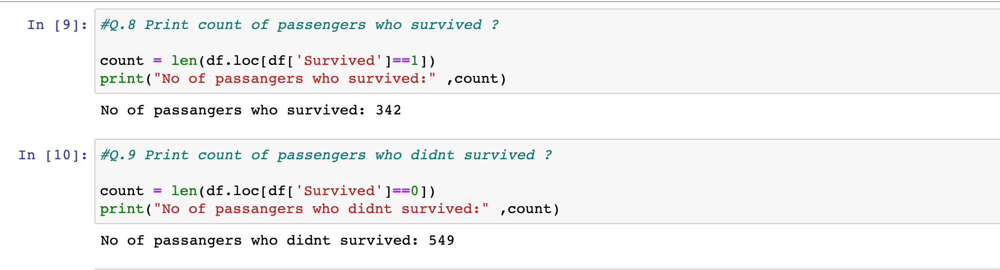 In [9]: #Q.8 Print count of passengers who survived ?
count = len(df.loc[df['Survived']==1])
print("No of passangers who survived:" ,count)
No of passangers who survived: 342
In [10]: #Q.9 Print count of passengers who didnt survived ?
count = len(df.loc[df['Survived']==0])
print("No of passangers who didnt survived:" ,count)
No of passangers who didnt survived: 549